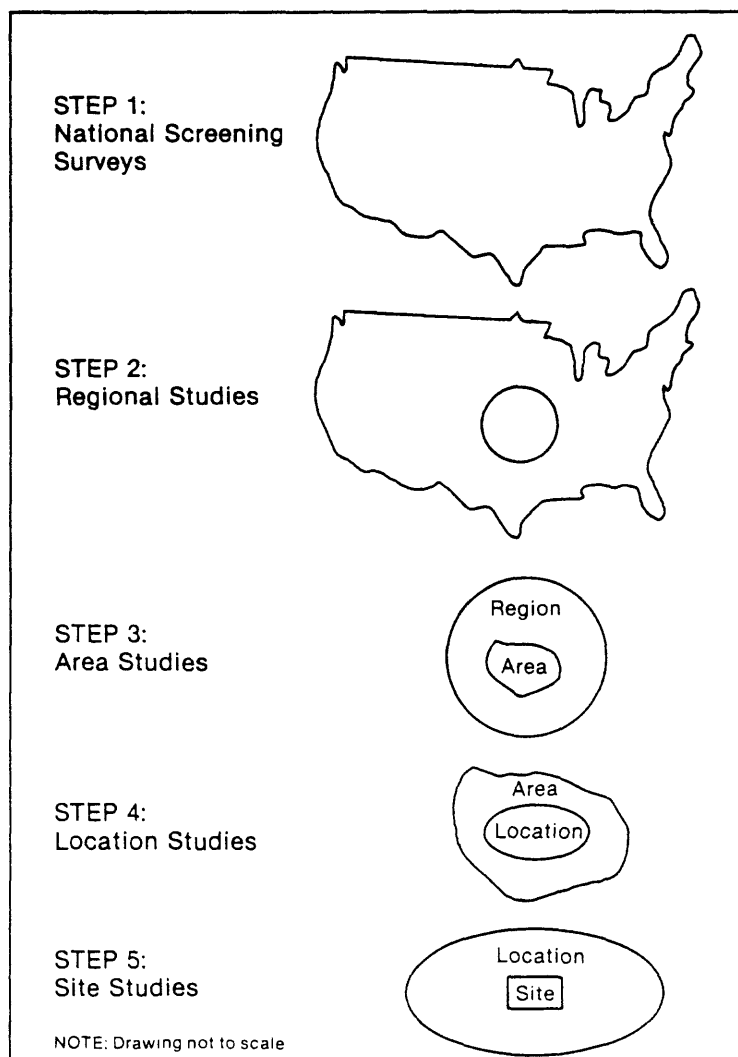 STEP 1:
National Screening
Surveys
STEP 2:
Regional Studies
STEP 3:
Area Studies
Region
Area
STEP 4:
Location Studies
Area
Location
STEP 5:
Site Studies
Location
Site
NOTE: Drawing not to scale